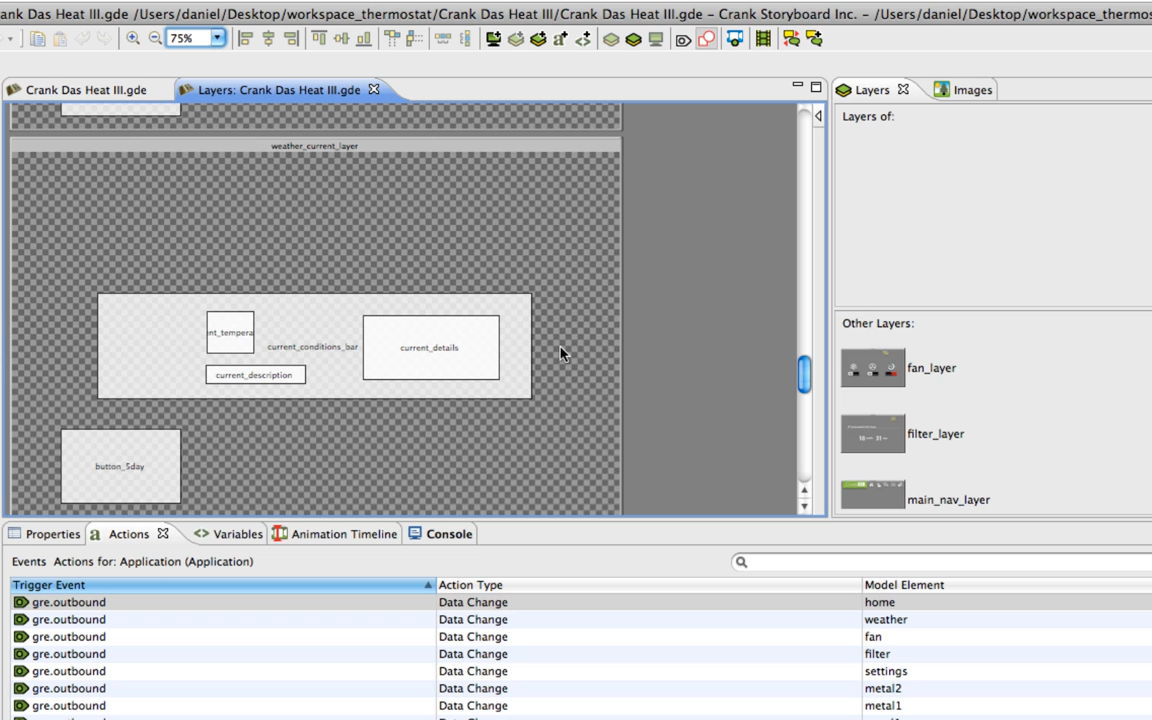 ank Das Heat III.gde /Users/daniel/Desktop/workspace_thermostat/Crank Das Heat III/Crank Das Heat III.gde – Crank Storyboard Inc. – /Users/daniel/Desktop/workspace_thermos
75%
Crank Das Heat III.gde
Layers: Crank Das Heat III.gde
Layers
Images
Layers of:
weather_current_layer
nt_tempera
current_conditions_bar
current_details
current_description
button_5day
Other Layers:
fan_layer
filter_layer
main_nav_layer
Properties
Actions
Variables
Animation Timeline
Console
Events Actions for: Application (Application)
Trigger Event Action Type Model Element
gre.outbound Data Change home
gre.outbound Data Change weather
gre.outbound Data Change fan
gre.outbound Data Change filter
gre.outbound Data Change settings
gre.outbound Data Change metal2
gre.outbound Data Change metal1